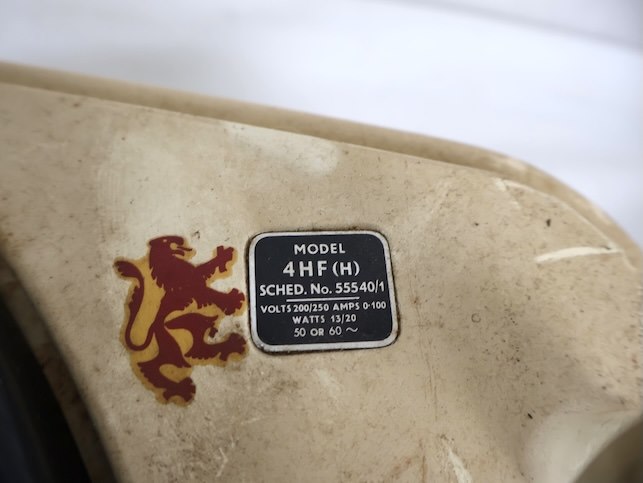 MODEL
4HF (H)
SCHED. No. 55540/1
VOLTS 200/250 AMPS 0·100
WATTS 13/20
50 OR 60 ~